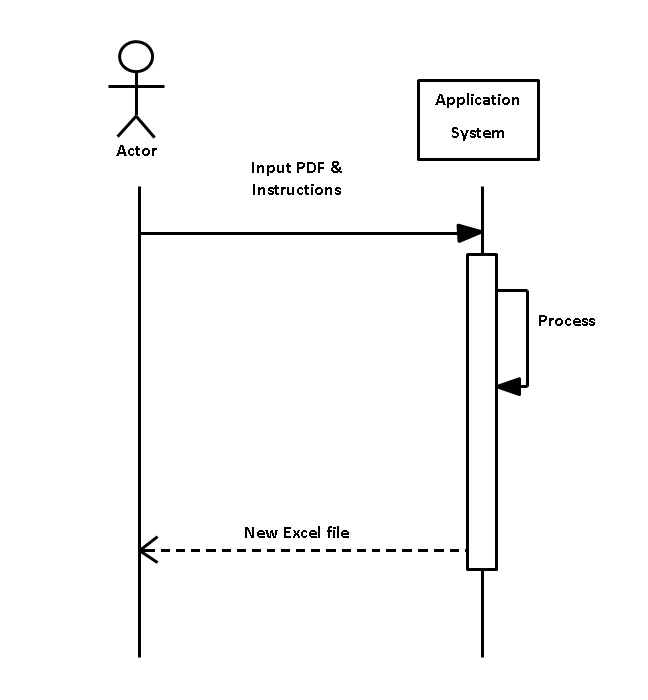 Application
System
Actor
Input PDF &
Instructions
Process
New Excel file